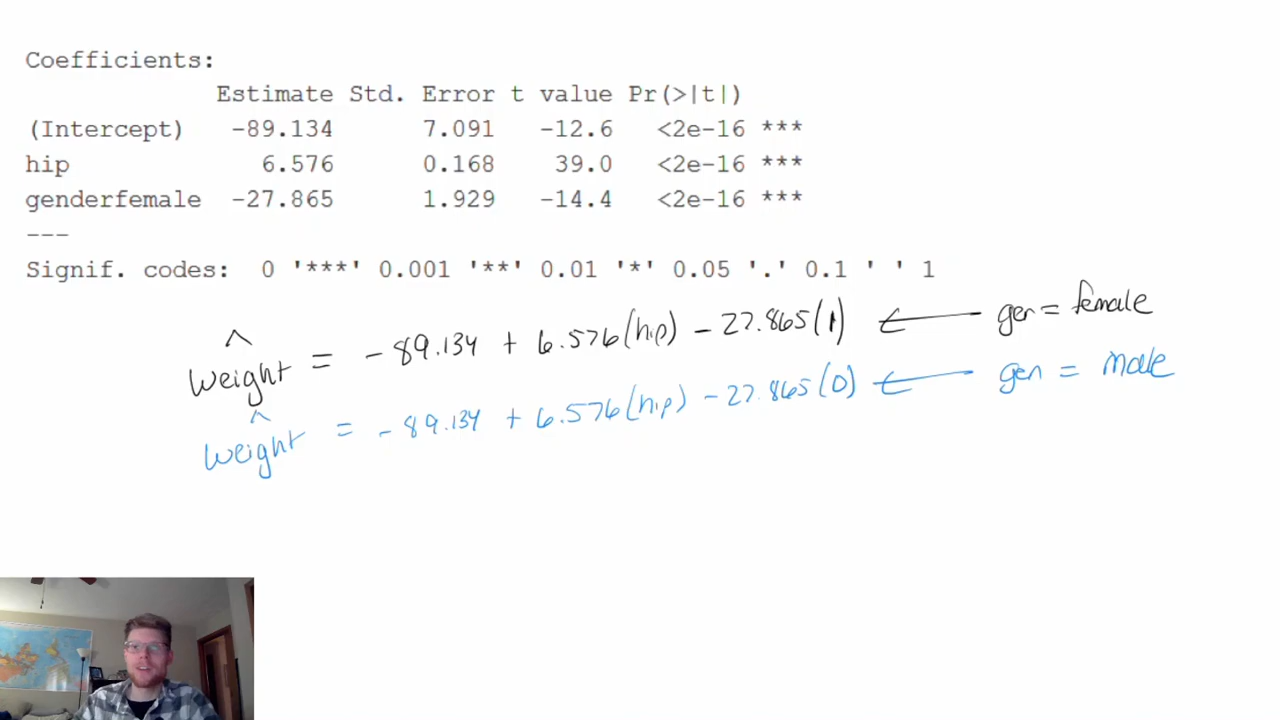 Coefficients:
Estimate Std. Error t value Pr(>|t|)
(Intercept) -89.134 7.091 -12.6 <2e-16 ***
hip 6.576 0.168 39.0 <2e-16 ***
genderfemale -27.865 1.929 -14.4 <2e-16 ***
---
Signif. codes: 0 '***' 0.001 '**' 0.01 '*' 0.05 '.' 0.1 ' ' 1
^weight = -89.134 + 6.576(hip) - 27.865(1) ← gen = female
^weight = -89.134 + 6.576(hip) - 27.865(0) ← gen = male